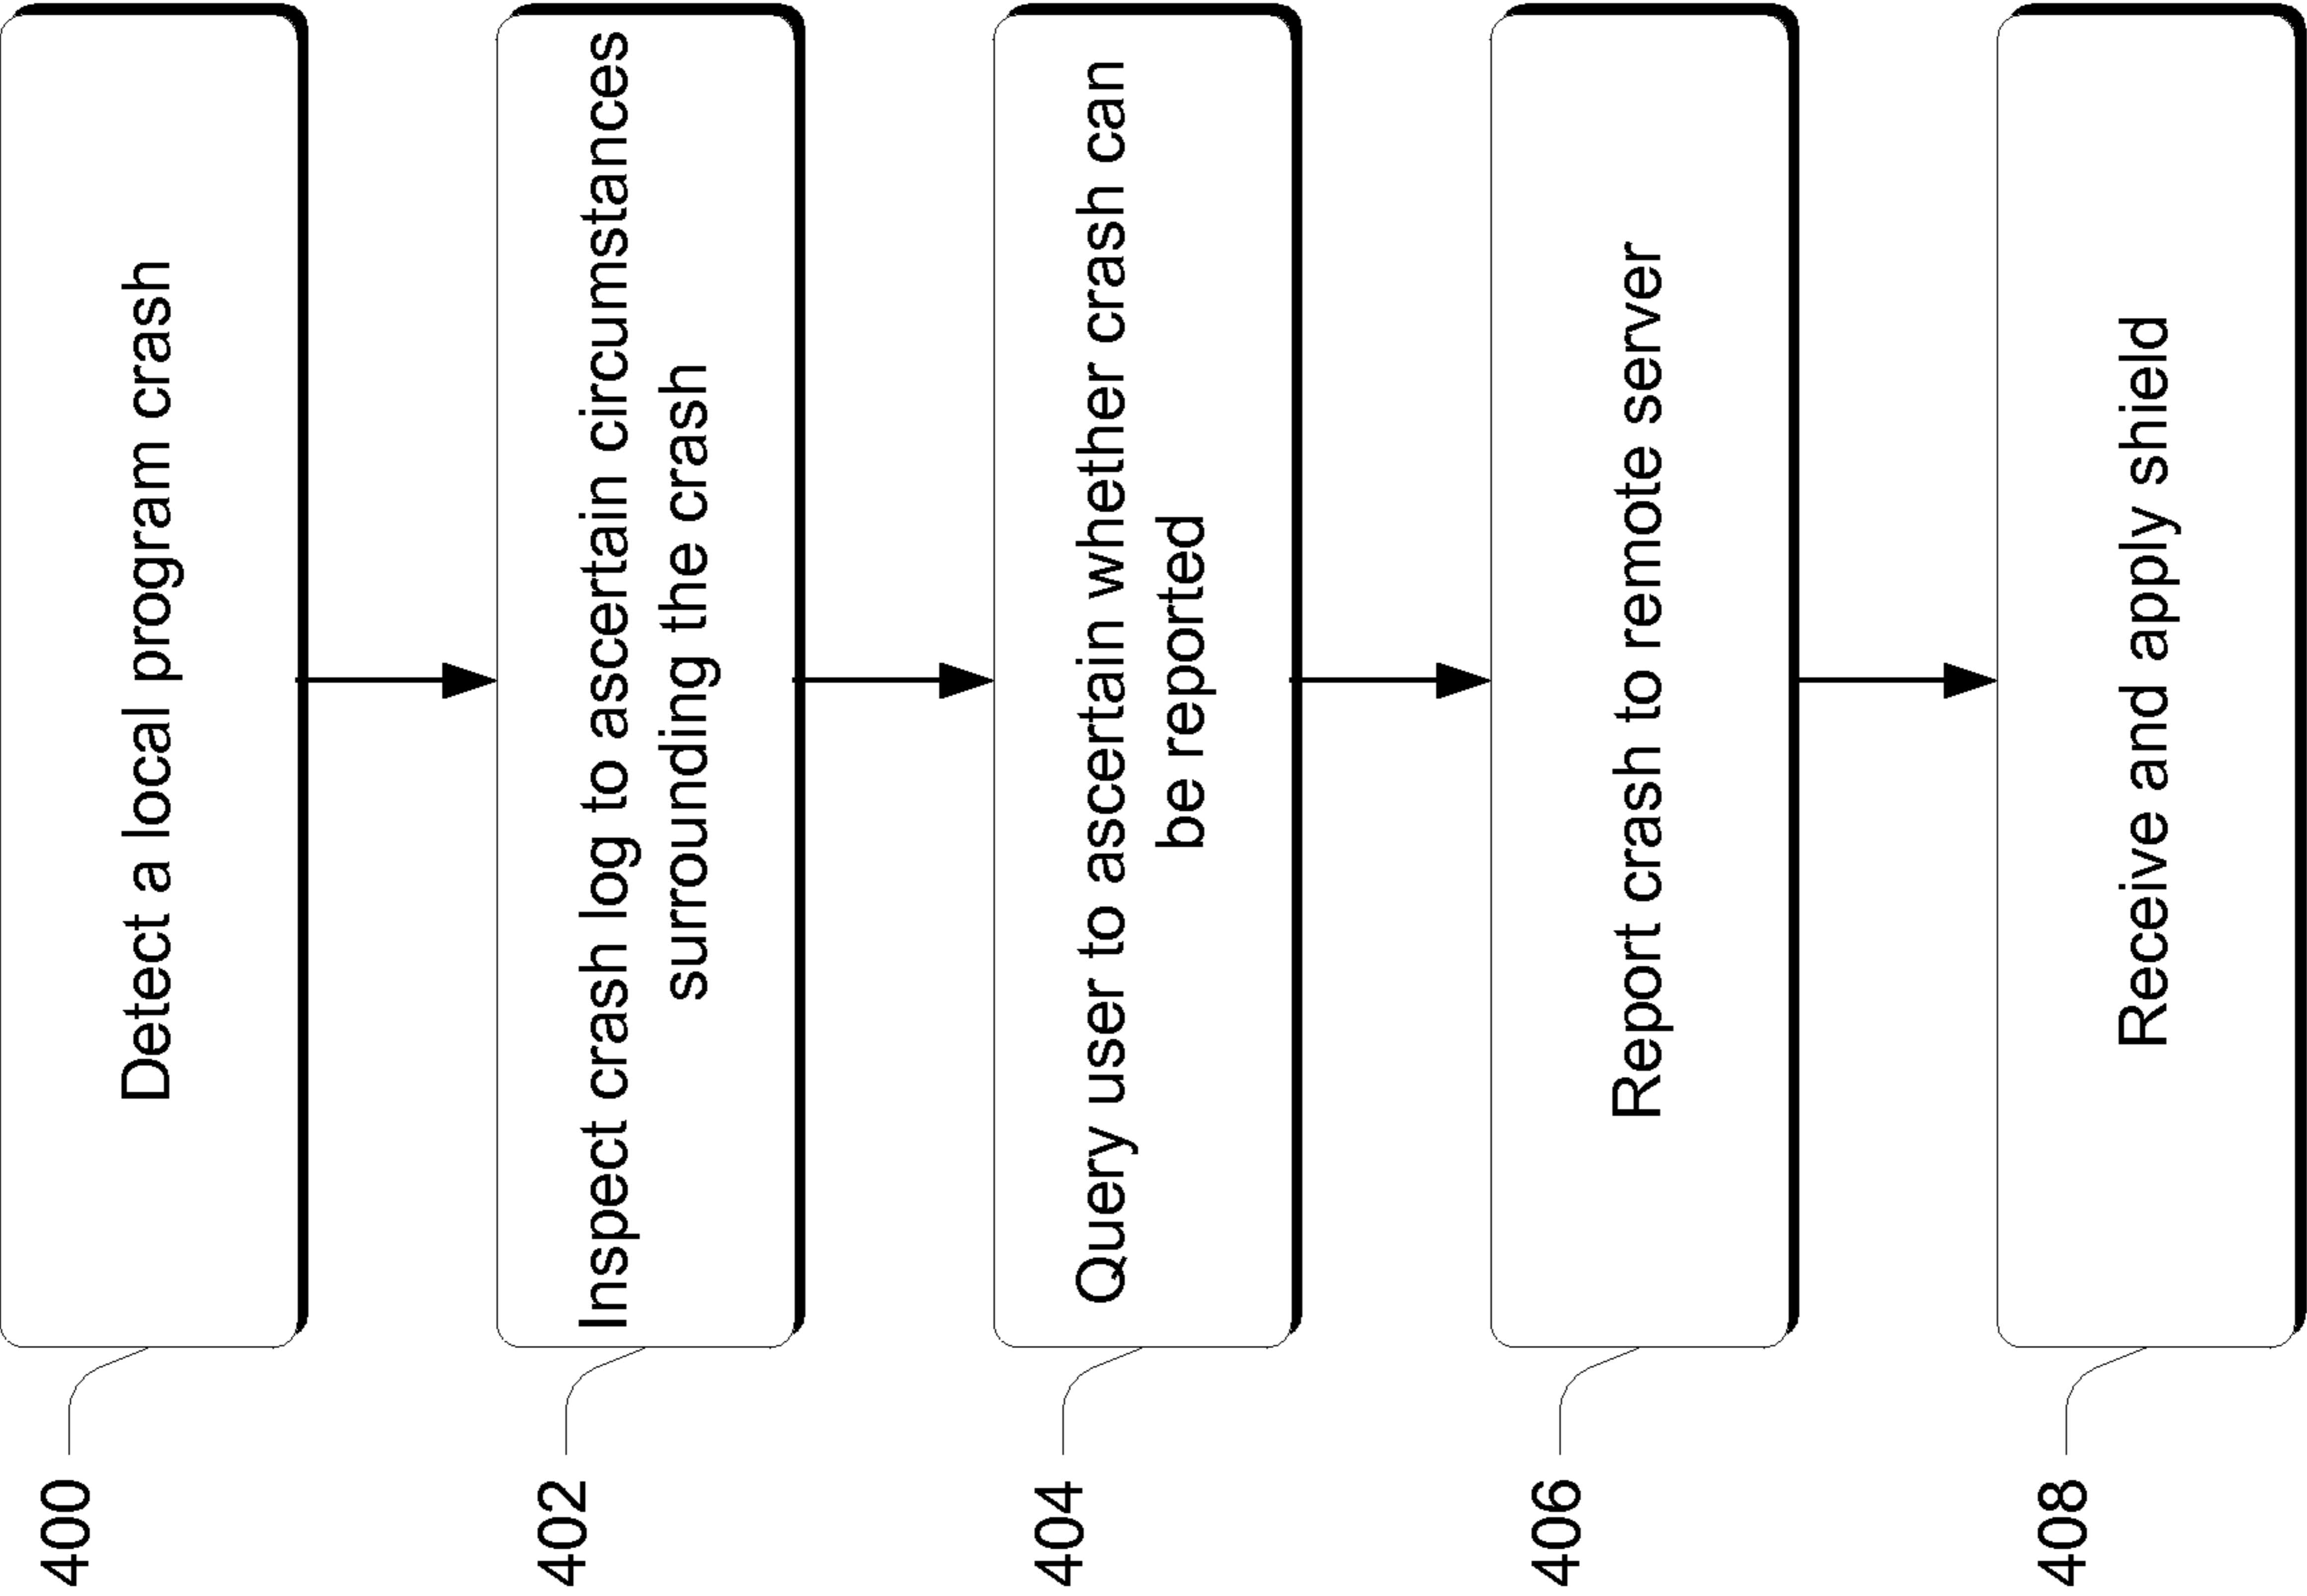 400
Detect a local program crash
402
Inspect crash log to ascertain circumstances
surrounding the crash
404
Query user to ascertain whether crash can
be reported
406
Report crash to remote server
408
Receive and apply shield